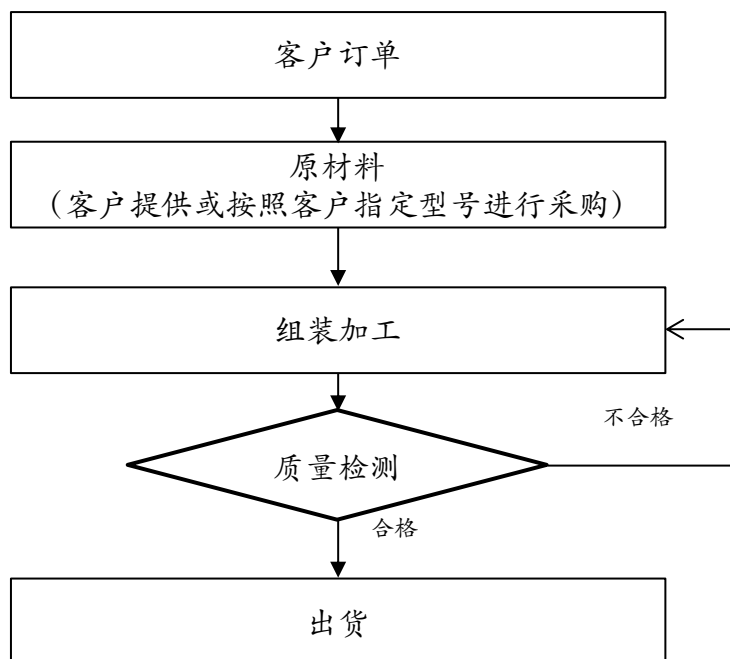 客户订单
原材料
（客户提供或按照客户指定型号进行采购）
组装加工
不合格
质量检测
合格
出货